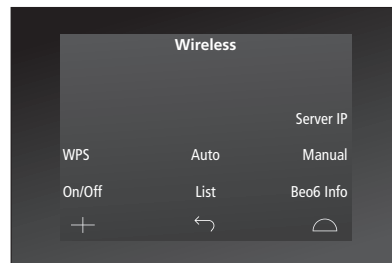 Wireless
Server IP
WPS Auto Manual
On/Off List Beo6 Info